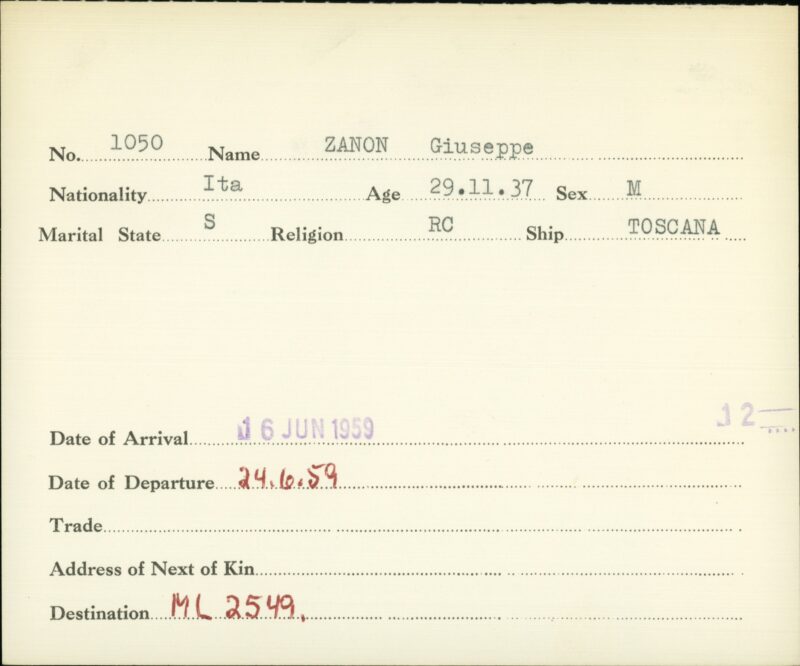 No. 1050 Name ZANON Giuseppe
Nationality Ita Age 29.11.37 Sex M
Marital State S Religion RC Ship TOSCANA
12
Date of Arrival 16 JUN 1959
Date of Departure 24.6.59
Trade
Address of Next of Kin
Destination ML 2549.